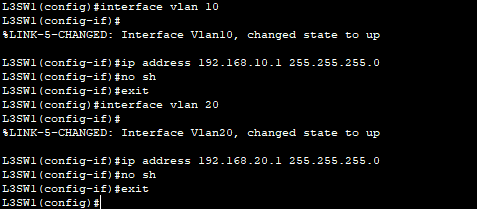 L3SW1(config)#interface vlan 10
L3SW1(config-if)#
%LINK-5-CHANGED: Interface Vlan10, changed state to up
L3SW1(config-if)#ip address 192.168.10.1 255.255.255.0
L3SW1(config-if)#no sh
L3SW1(config-if)#exit
L3SW1(config)#interface vlan 20
L3SW1(config-if)#
%LINK-5-CHANGED: Interface Vlan20, changed state to up
L3SW1(config-if)#ip address 192.168.20.1 255.255.255.0
L3SW1(config-if)#no sh
L3SW1(config-if)#exit
L3SW1(config)#